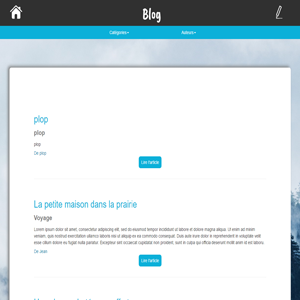 Blog
Catégories
Auteurs
plop
plop
plop
De plop
Lire l'article
La petite maison dans la prairie
Voyage
Lorem ipsum dolor sit amet, consectetur adipiscing elit, sed do eiusmod tempor incididunt ut labore et dolore magna aliqua. Ut enim ad minim
veniam, quis nostrud exercitation ullamco laboris nisi ut aliquip ex ea commodo consequat. Duis aute irure dolor in reprehenderit in voluptate velit
esse cillum dolore eu fugiat nulla pariatur. Excepteur sint occaecat cupidatat non proident, sunt in culpa qui officia deserunt mollit anim id est laborum.
De Jean
Lire l'article